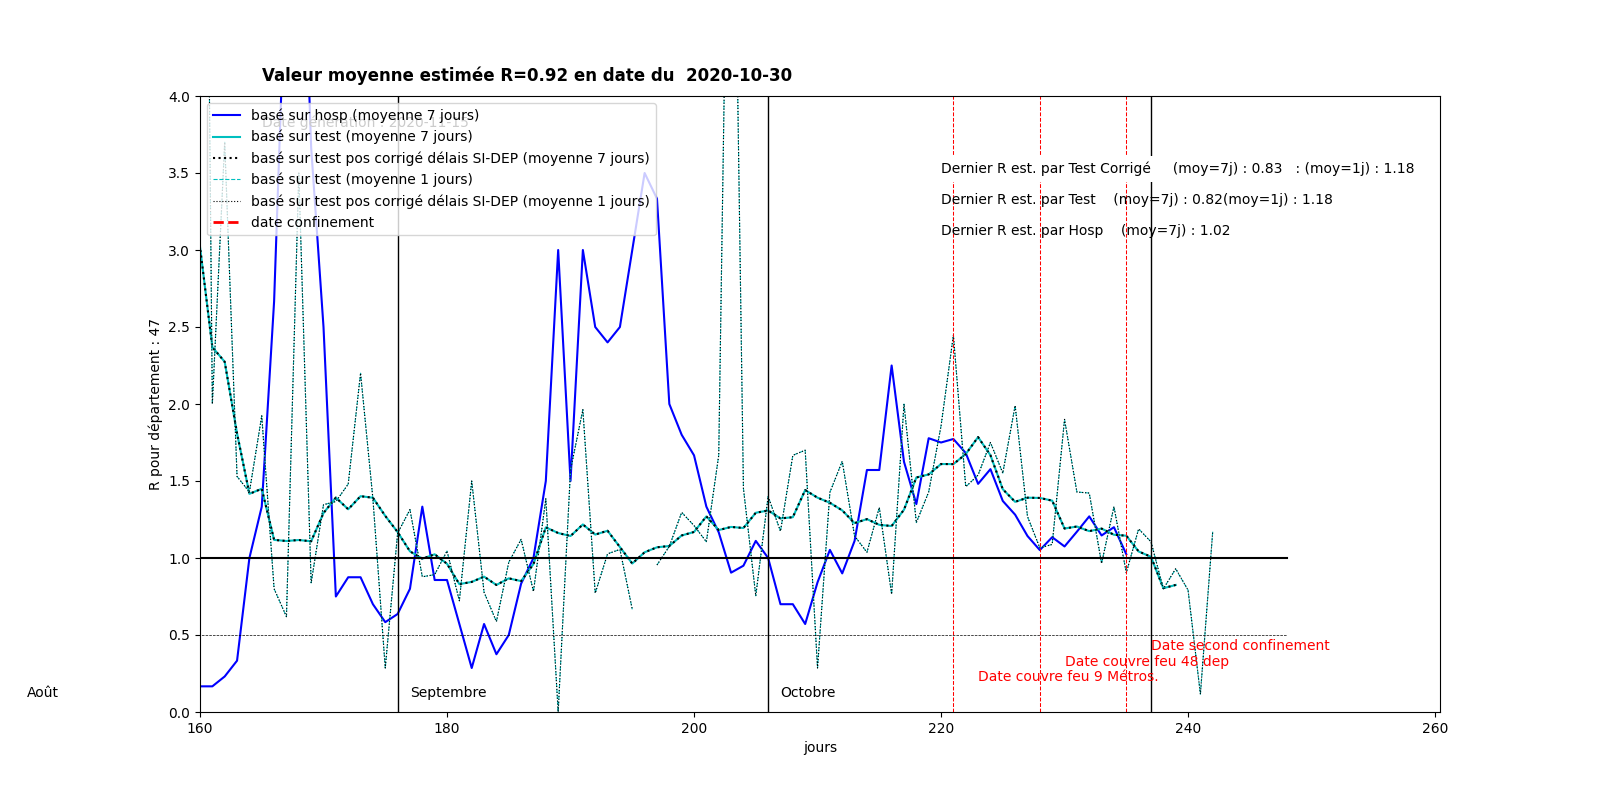 Valeur moyenne estimée R=0.92 en date du  2020-10-30
4.0
3.5
3.0
2.5
2.0
1.5
1.0
0.5
0.0
R pour département : 47
basé sur hosp (moyenne 7 jours)
Date génération : 2020-11-15
basé sur test (moyenne 7 jours)
basé sur test pos corrigé délais SI-DEP (moyenne 7 jours)
basé sur test (moyenne 1 jours)
basé sur test pos corrigé délais SI-DEP (moyenne 1 jours)
date confinement
Dernier R est. par Test Corrigé     (moy=7j) : 0.83   : (moy=1j) : 1.18
Dernier R est. par Test    (moy=7j) : 0.82(moy=1j) : 1.18
Dernier R est. par Hosp    (moy=7j) : 1.02
Date second confinement
Date couvre feu 48 dep
Date couvre feu 9 Métros.
Août
Septembre
Octobre
160
180
200
220
240
260
jours